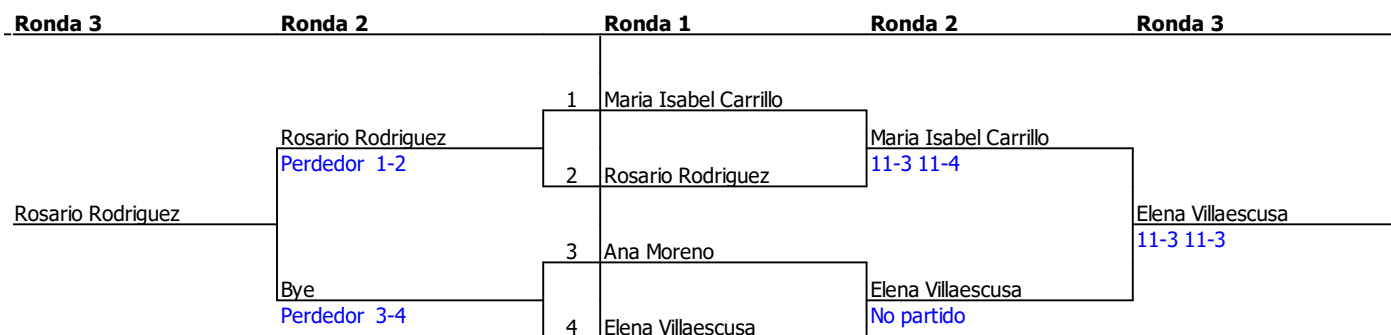 Ronda 3 Ronda 2 Ronda 1 Ronda 2 Ronda 3
1 Maria Isabel Carrillo
Rosario Rodriguez Maria Isabel Carrillo
Perdedor 1-2 11-3 11-4
2 Rosario Rodriguez
Rosario Rodriguez Elena Villaescusa
11-3 11-3
3 Ana Moreno
Bye Elena Villaescusa
Perdedor 3-4 No partido
4 Elena Villaescusa